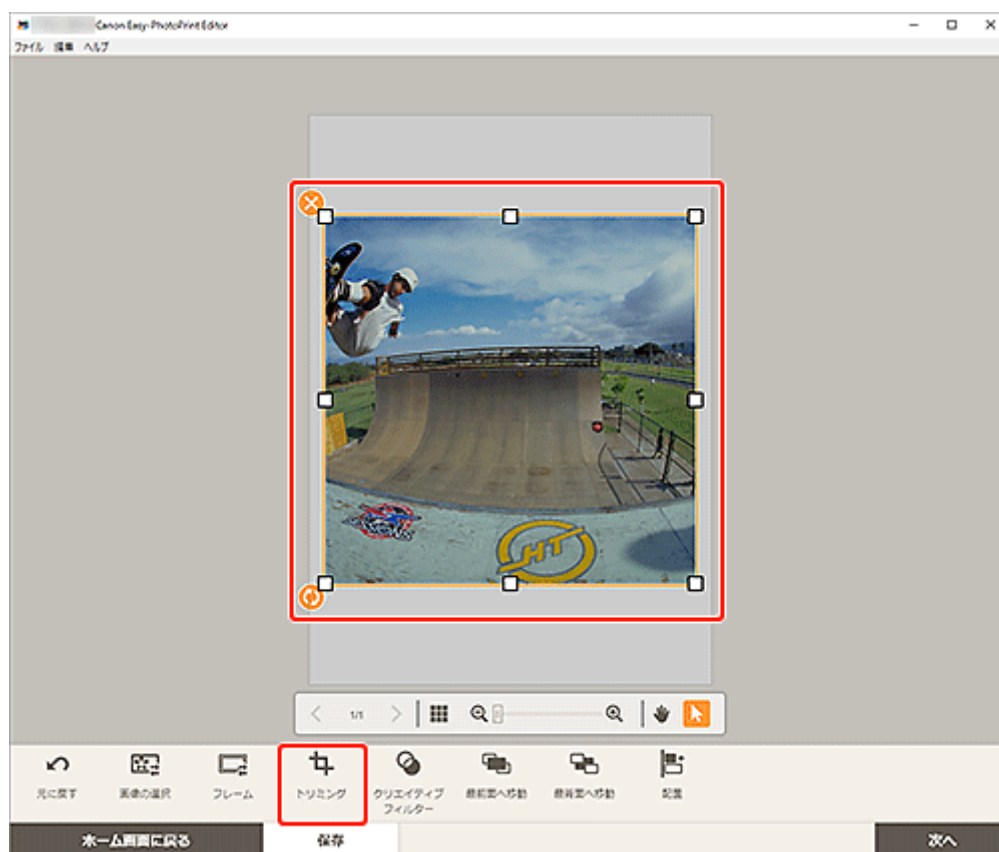 Canon Easy-PhotoPrint Editor
ファイル 編集 ヘルプ
HT
1/1
元に戻す
画像の選択
フレーム
トリミング
クリエイティブ
フィルター
最前面へ移動
最背面へ移動
配置
ホーム画面に戻る
保存
次へ